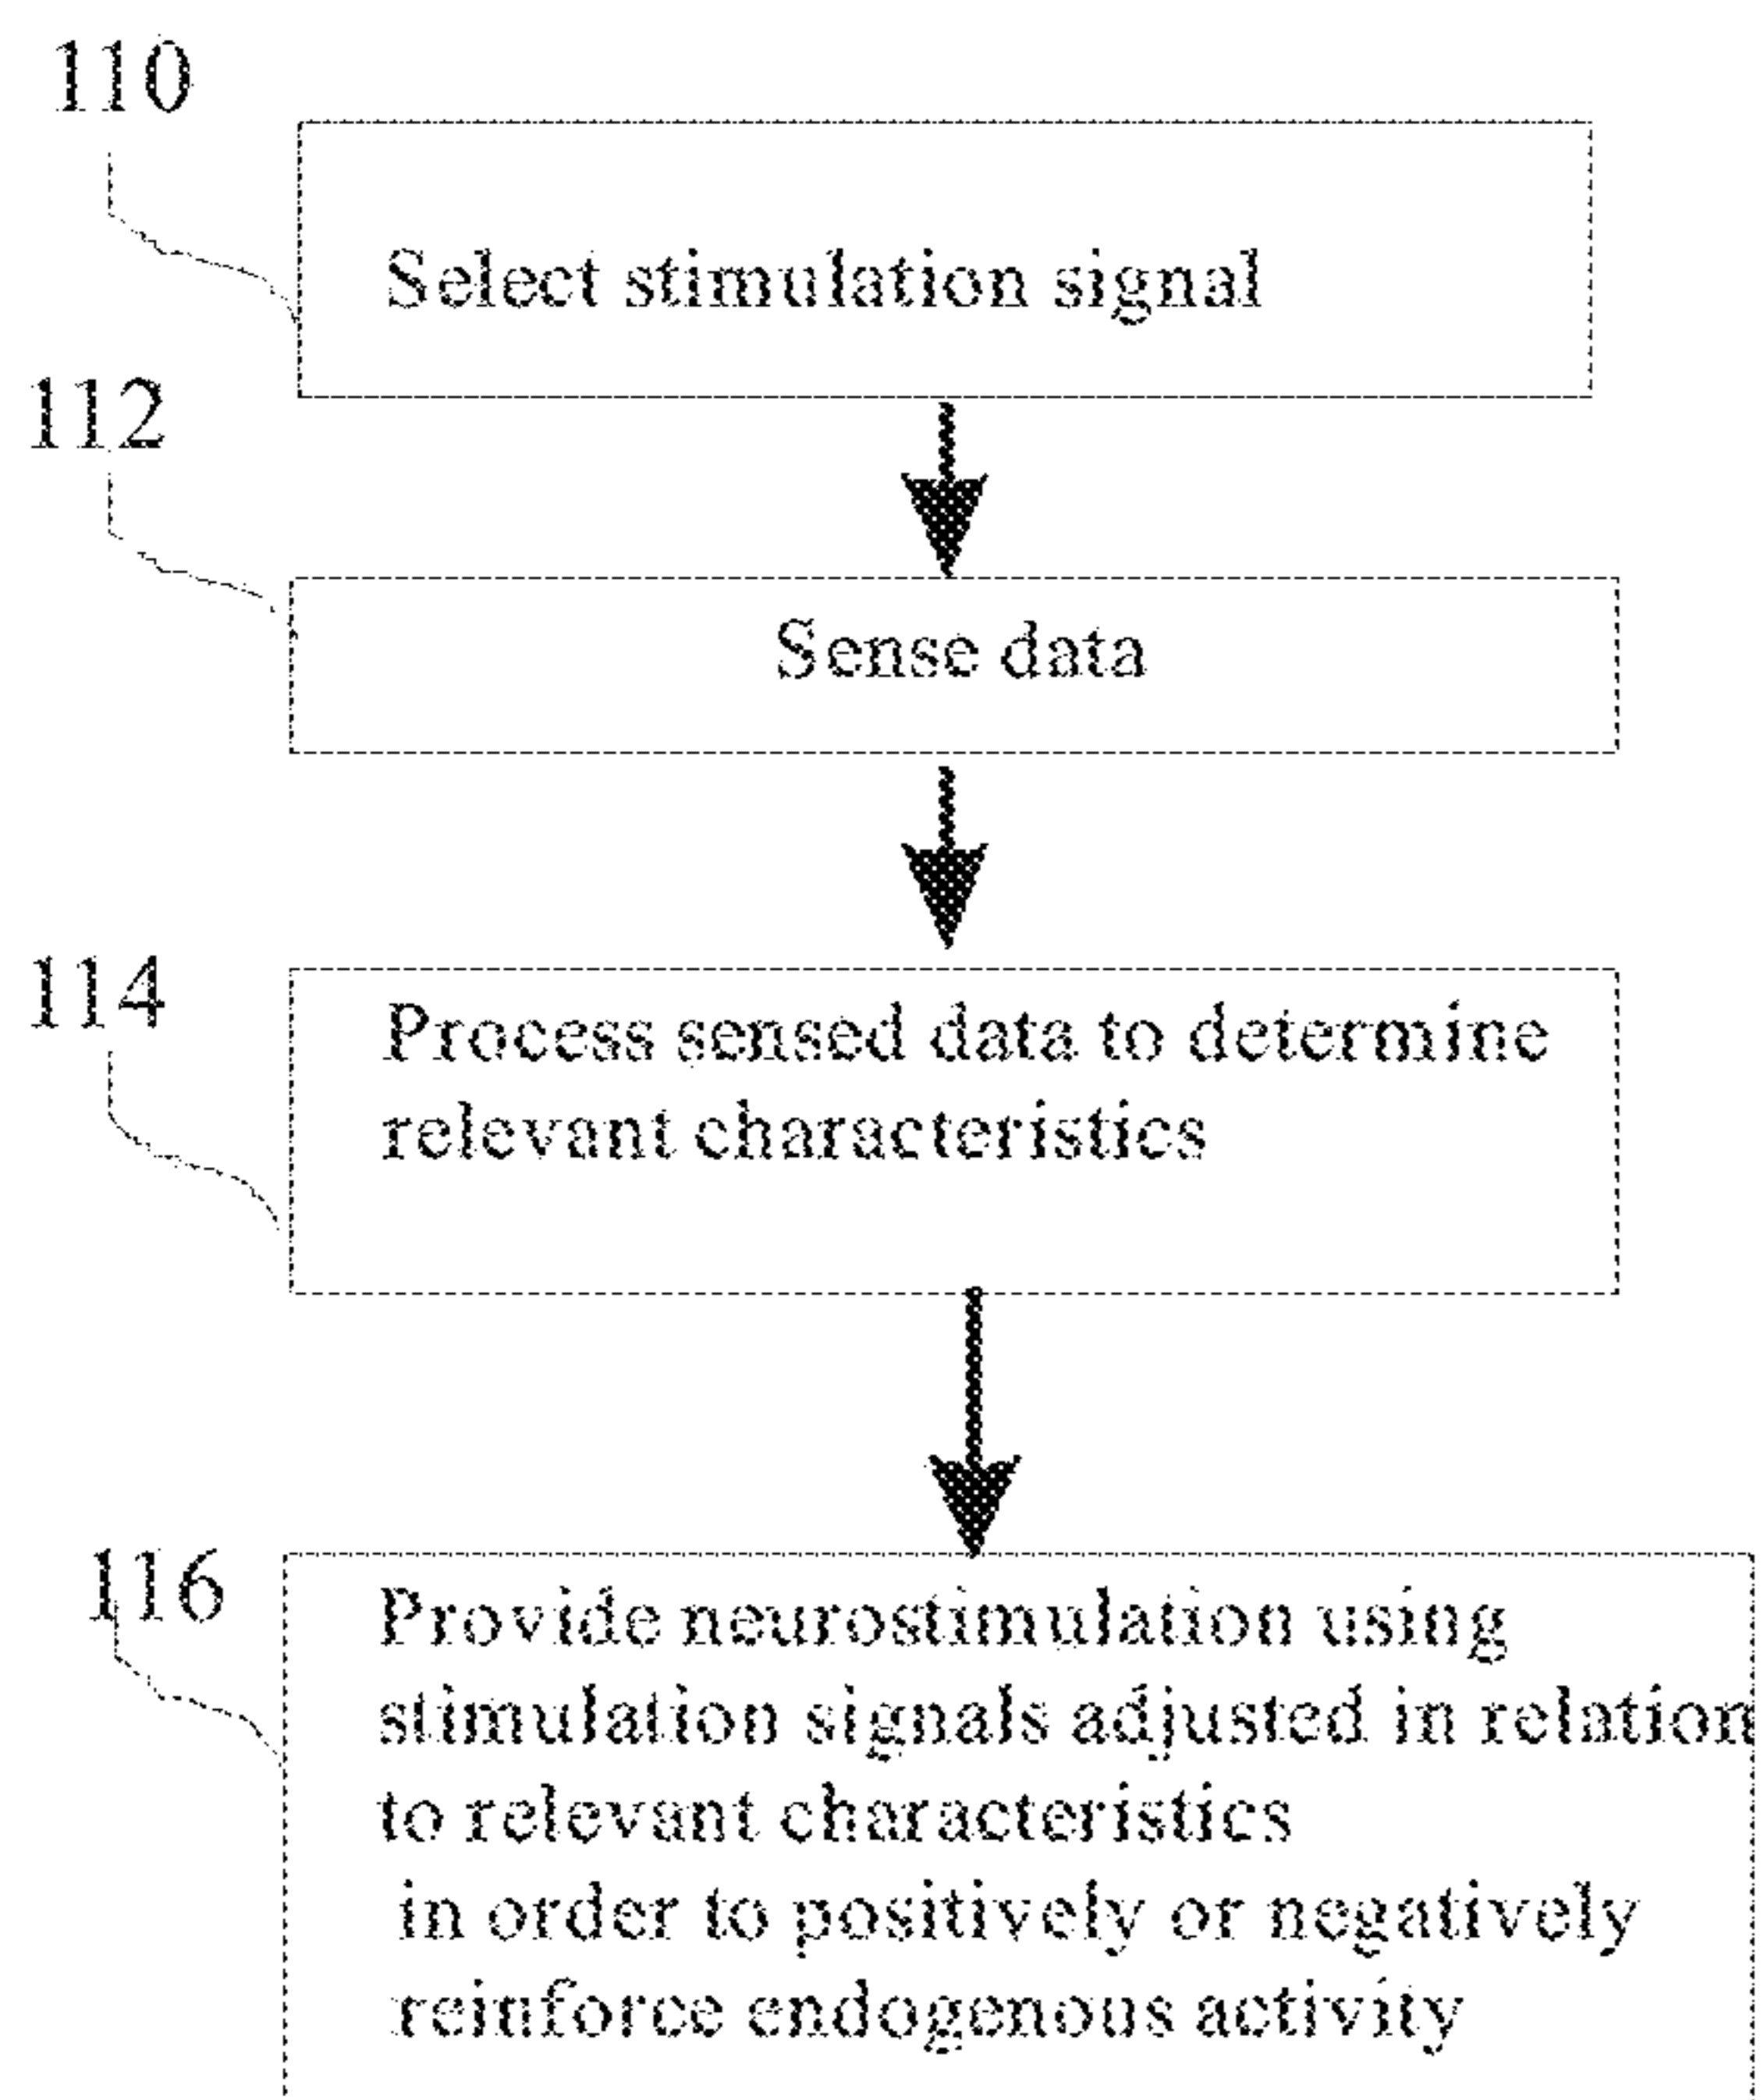 110
Select stimulation signal
112
Sense data
114
Process sensed data to determine
relevant characteristics
116
Provide neurostimulation using
stimulation signals adjusted in relation
to relevant characteristics
in order to positively or negatively
reinforce endogenous activity